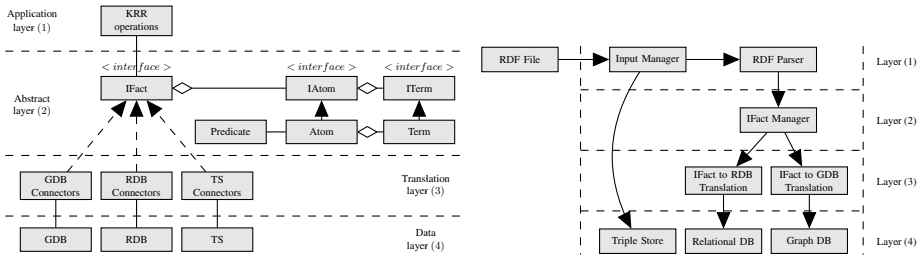 Application
layer (1)
KRR
operations
< interface >
< interface >
< interface >
IFact
IAtom
ITerm
Abstract
layer (2)
Predicate
Atom
Term
GDB
Connectors
RDB
Connectors
TS
Connectors
Translation
layer (3)
GDB
RDB
TS
Data
layer (4)
RDF File
Input Manager
RDF Parser
Layer (1)
IFact Manager
Layer (2)
IFact to RDB
Translation
IFact to GDB
Translation
Layer (3)
Triple Store
Relational DB
Graph DB
Layer (4)